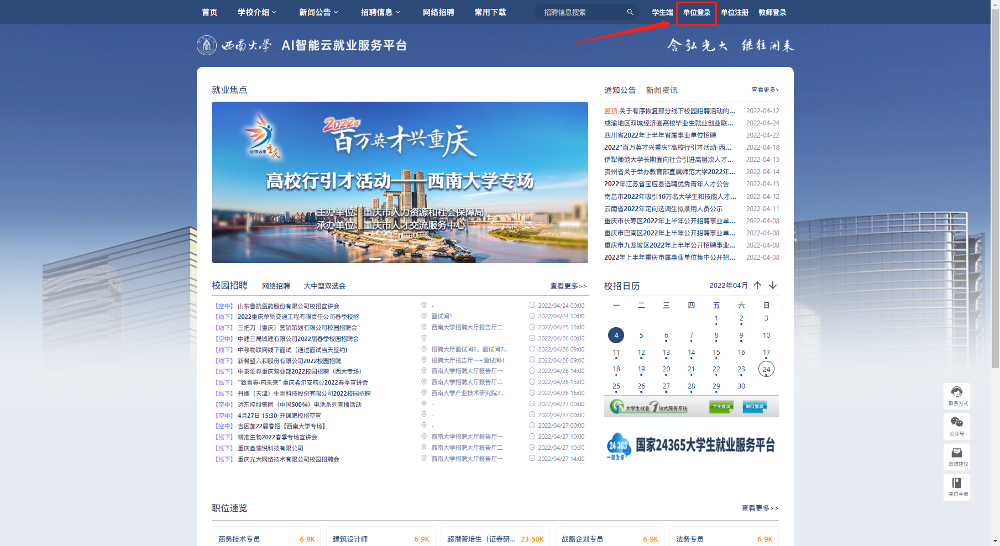 首页 学校介绍 新闻公告 招聘信息 网络招聘 常用下载 招聘信息搜索 学生端 单位登录 单位注册 教师登录
西南大学 AI智能云就业服务平台 含弘光大 继往开来
就业焦点
2022年
百万英才兴重庆
近悦远来 重庆
高校行引才活动——西南大学专场
主办单位：重庆市人力资源和社会保障局
承办单位：重庆市人才交流服务中心
通知公告 新闻资讯 查看更多>
置顶 关于有序恢复部分线下校园招聘活动的... 2022-04-12
成渝地区双城经济圈高校毕业生就业创业联... 2022-04-24
四川省2022年上半年省属事业单位招聘 2022-04-22
2022“百万英才兴重庆”高校行引才活动-西... 2022-04-18
伊犁师范大学长期面向社会引进高层次人才... 2022-04-15
贵州省关于举办教育部直属师范大学2022年... 2022-04-14
2022年江苏省宝应县选聘优秀青年人才公告 2022-04-13
南昌市2022年吸引10万名大学生和技能人才... 2022-04-12
云南省2022年定向选调生拟录用人员公示 2022-04-11
重庆市长寿区2022年上半年公开招聘事业单... 2022-04-08
重庆市巴南区2022年上半年公开招聘事业单... 2022-04-08
重庆市九龙坡区2022年上半年公开招聘事业... 2022-04-08
2022年上半年重庆市属事业单位集中公开招... 2022-04-08
校园招聘 网络招聘 大中型双选会 查看更多>>
【空中】 山东鲁抗医药股份有限公司校招宣讲会 - 2022/04/24 00:00
【线下】 2022重庆单轨交通工程有限责任公司春季校招 面试间1 2022/04/24 10:00
【线下】 三把刀（重庆）营销策划有限公司校园招聘会 西南大学招聘大厅报告厅二 2022/04/25 15:00
【空中】 中建三局城建有限公司2022届春季校园招聘会 - 2022/04/26 00:00
【线下】 中移物联网线下面试（通过面试当天签约) 招聘大厅面试间6、面试间7... 2022/04/26 09:00
【线下】 新希望六和股份有限公司2022校园招聘 招聘大厅报告厅一+面试间4 2022/04/26 09:00
【线下】 中泰证券重庆营业部2022校园招聘（西大专场） 西南大学招聘大厅报告厅一 2022/04/26 14:00
【线下】 “致青春·药未来” 重庆希尔安药业2022春季宣讲会 西南大学招聘大厅报告厅二 2022/04/26 15:00
【线下】 丹娜（天津）生物科技股份有限公司2022校园招聘 西南大学产业技术研究院2... 2022/04/26 16:00
【空中】 远东控股集团（中国500强）电池系列直播活动 - 2022/04/27 00:00
【空中】 4月27日 15:30-开课吧校招空宣 - 2022/04/27 00:00
【空中】 吉因加22届春招【西南大学专场】 - 2022/04/27 00:00
【线下】 精准生物2022春季专场宣讲会 西南大学招聘大厅报告厅一 2022/04/27 10:00
【线下】 重庆盎瑞悦科技有限公司 西南大学招聘大厅报告厅二 2022/04/27 10:30
【线下】 重庆光大网络技术有限公司校园招聘会 西南大学招聘大厅报告厅一 2022/04/27 14:00
校招日历 2022年04月
一 二 三 四 五 六 日
1 2 3
4 5 6 7 8 9 10
11 12 13 14 15 16 17
18 19 20 21 22 23 24
25 26 27 28 29 30
大学生就业1站式服务系统 学生登录 单位登录
24365 一职为你 国家24365大学生就业服务平台
联系方式
公众号
反馈建议
单位手册
职位速览 查看更多>>
商务技术专员 6-9K 建筑设计师 6-9K 超潜管培生（证券研... 23-50K 战略企划专员 6-9K 法务专员 6-9K